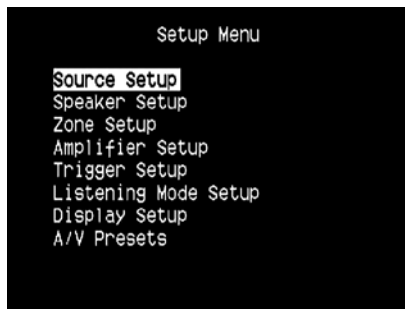 Setup Menu
Source Setup
Speaker Setup
Zone Setup
Amplifier Setup
Trigger Setup
Listening Mode Setup
Display Setup
A/V Presets